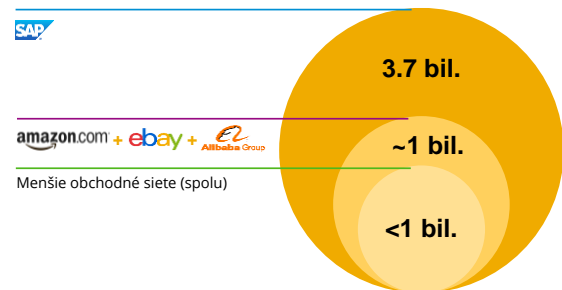 SAP
3.7 bil.
amazon.com + ebay + Alibaba Group
~1 bil.
Menšie obchodné siete (spolu)
<1 bil.